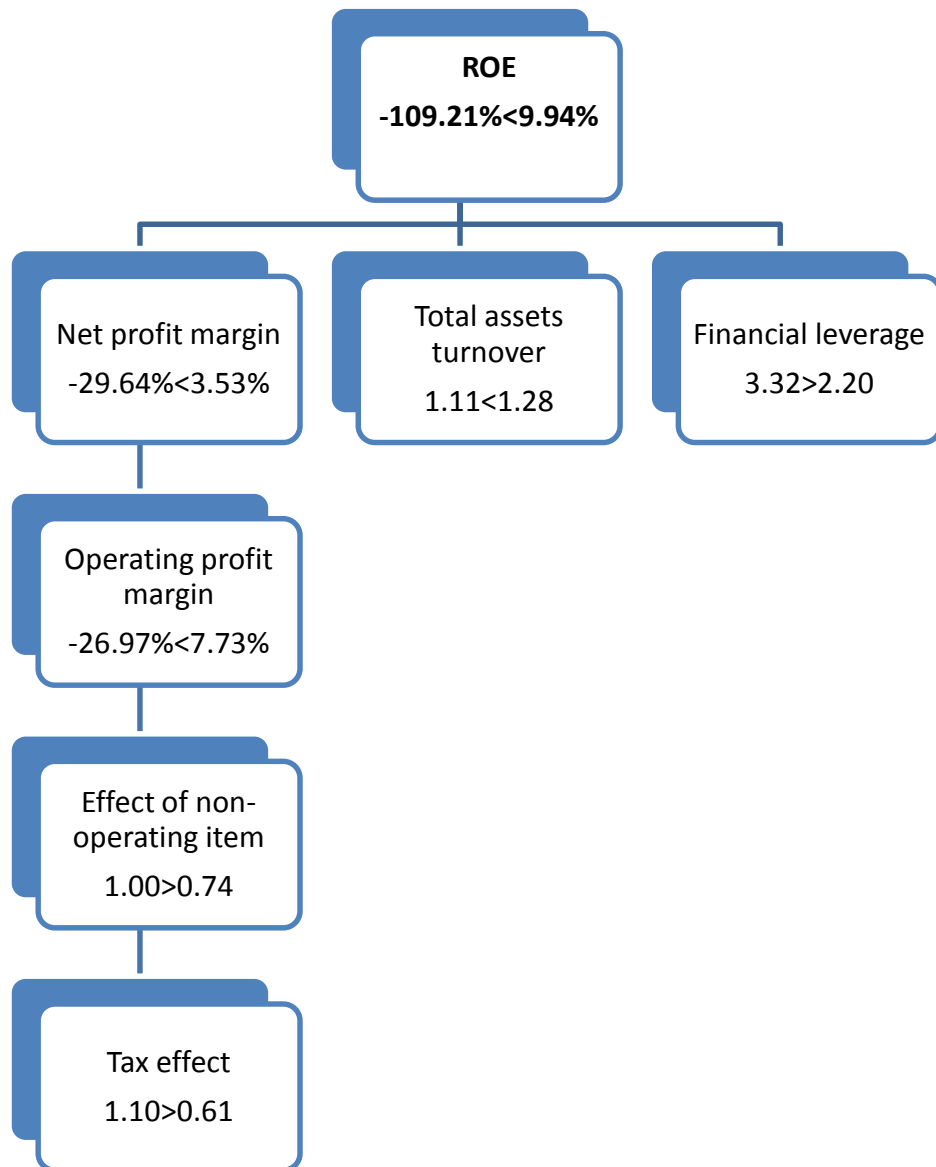 ROE
-109.21%<9.94%
Net profit margin
-29.64%<3.53%
Total assets
turnover
1.11<1.28
Financial leverage
3.32>2.20
Operating profit
margin
-26.97%<7.73%
Effect of non-
operating item
1.00>0.74
Tax effect
1.10>0.61